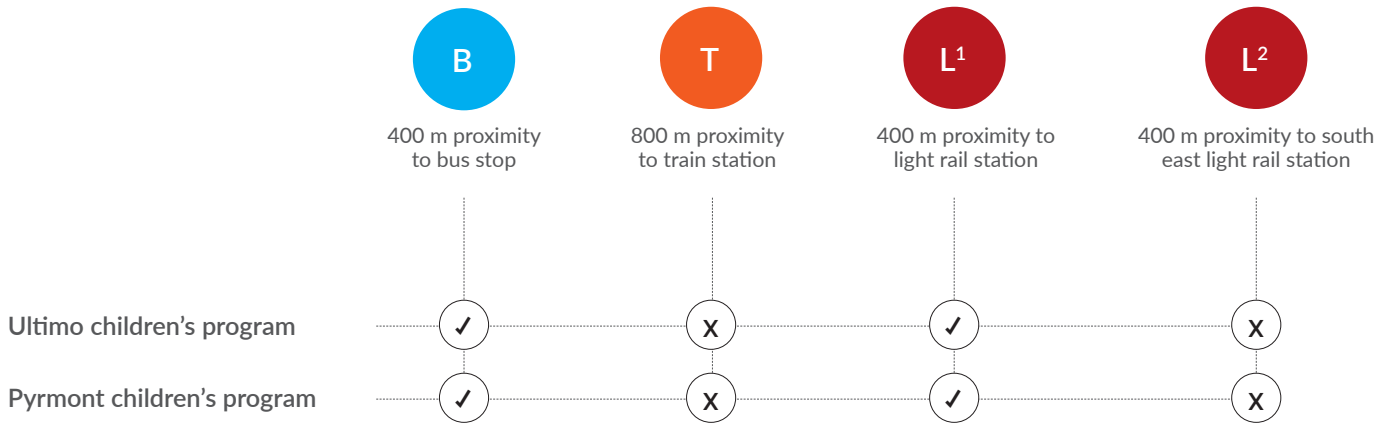 B
T
L¹
L²
400 m proximity
to bus stop
800 m proximity
to train station
400 m proximity to
light rail station
400 m proximity to south
east light rail station
Ultimo children’s program ✓ x ✓ x
Pyrmont children’s program ✓ x ✓ x